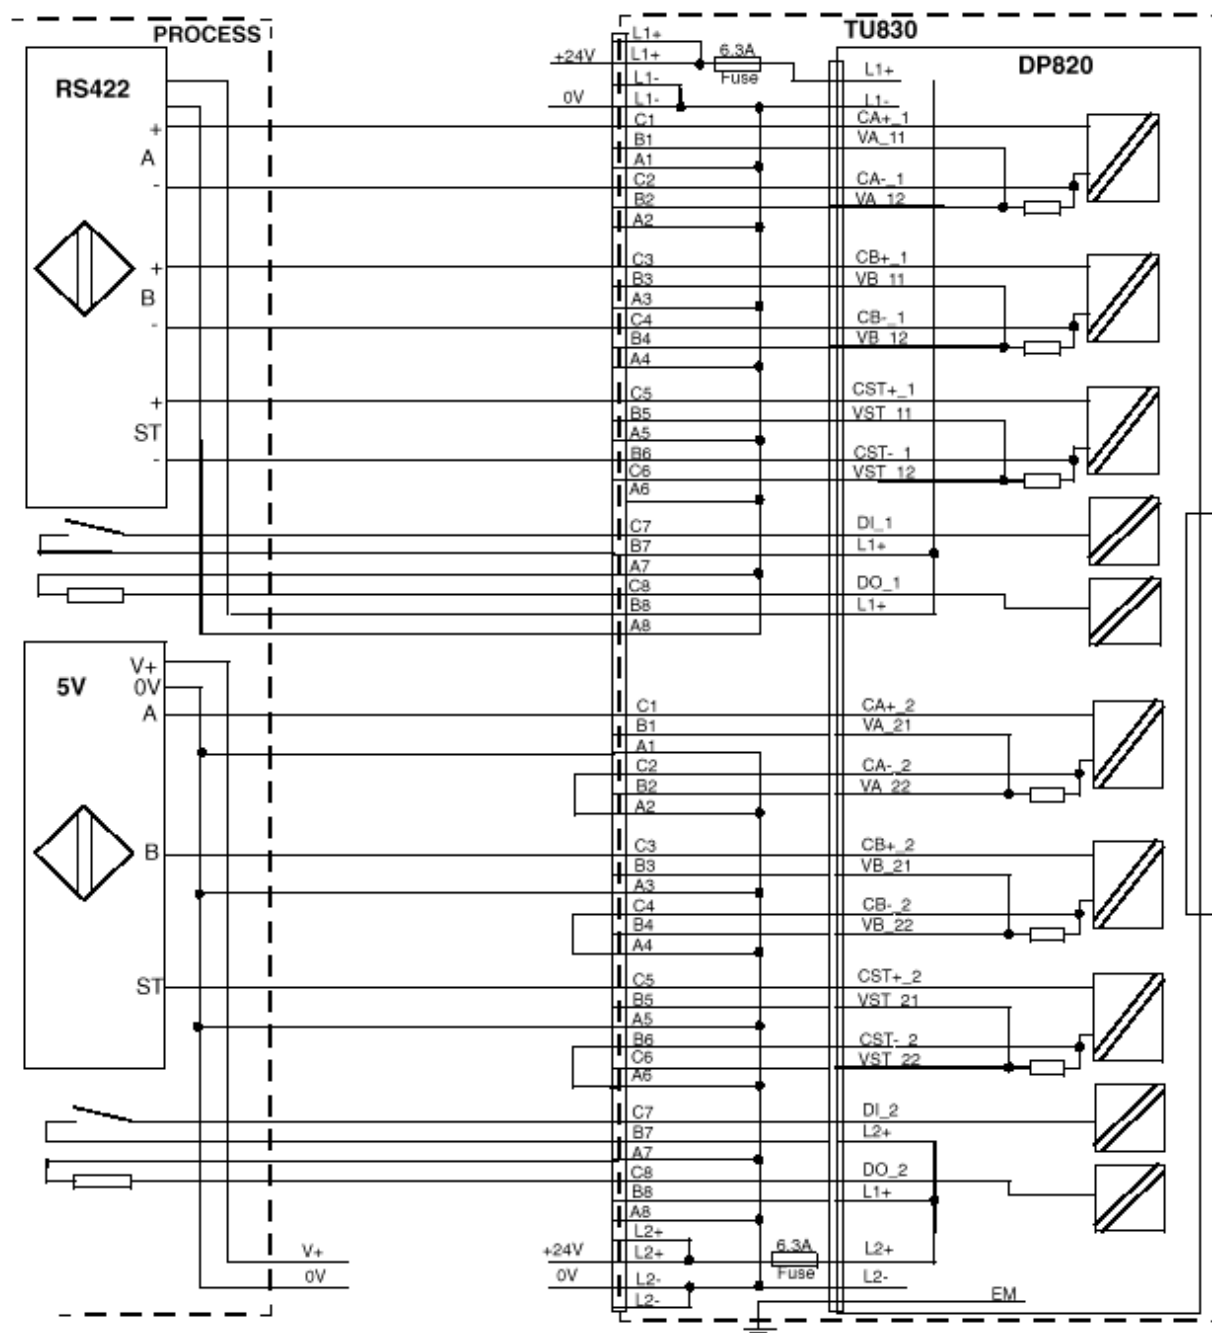 PROCESS
TU830
DP820
RS422
+
A
-
+
B
-
+
ST
-
L1+
+24V
L1+
6.3A
Fuse
L1+
L1-
0V
L1-
L1-
C1
CA+_1
B1
VA_11
A1
C2
CA-_1
B2
VA_12
A2
C3
CB+_1
B3
VB_11
A3
C4
CB-_1
B4
VB_12
A4
C5
CST+_1
B5
VST_11
A5
B6
CST-_1
C6
VST_12
A6
C7
DI_1
B7
L1+
A7
C8
DO_1
B8
L1+
A8
5V
V+
0V
A
B
ST
C1
CA+_2
B1
VA_21
A1
C2
CA-_2
B2
VA_22
A2
C3
CB+_2
B3
VB_21
A3
C4
CB-_2
B4
VB_22
A4
C5
CST+_2
B5
VST_21
A5
B6
CST-_2
C6
VST_22
A6
C7
DI_2
B7
L2+
A7
C8
DO_2
B8
L1+
A8
L2+
V+
+24V
L2+
6.3A
Fuse
L2+
0V
0V
L2-
L2-
L2-
EM